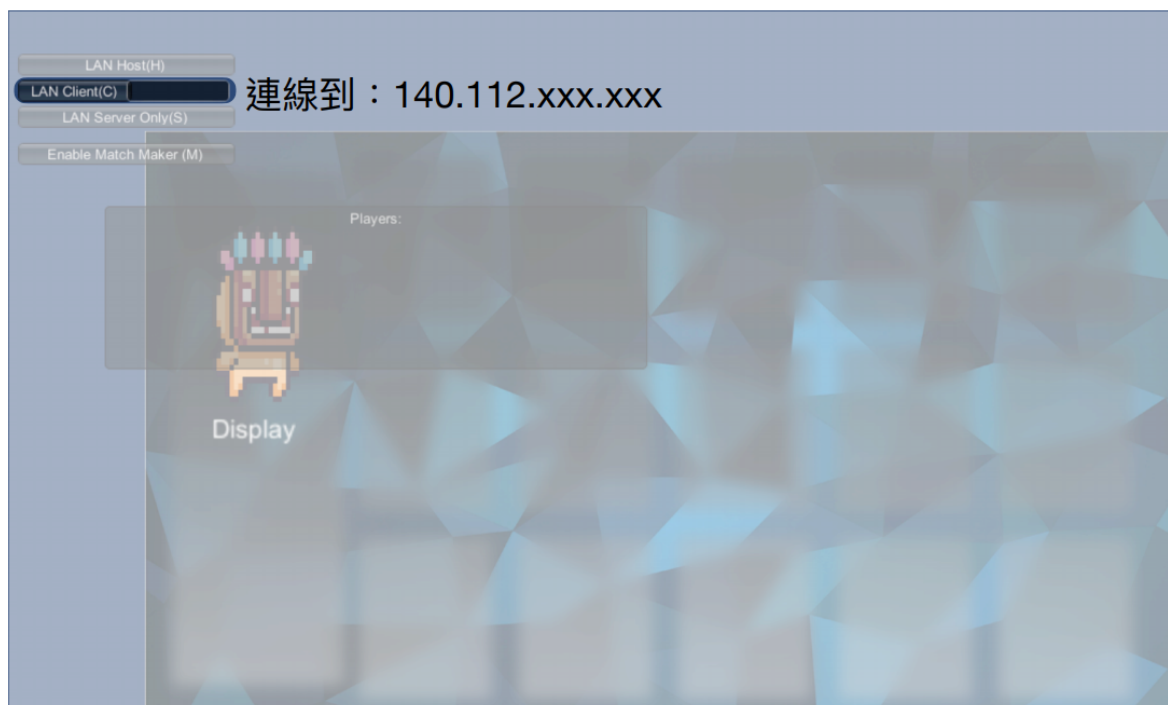 LAN Host(H)
LAN Client(C)
連線到：140.112.xxx.xxx
LAN Server Only(S)
Enable Match Maker (M)
Players:
Display